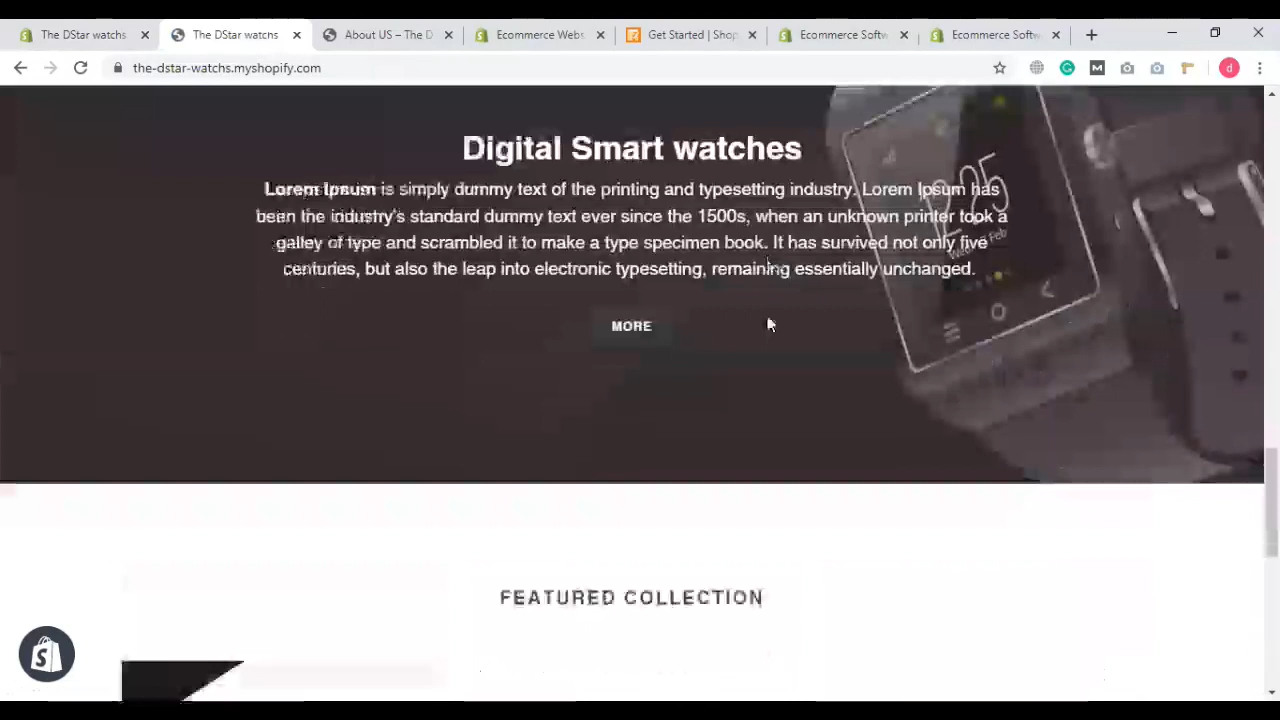 The DStar watchs
The DStar watchs
About US – The D
Ecommerce Webs
Get Started | Shop
Ecommerce Softw
Ecommerce Softw
the-dstar-watchs.myshopify.com
M
d
Digital Smart watches
Lorem Ipsum is simply dummy text of the printing and typesetting industry. Lorem Ipsum has
been the industry's standard dummy text ever since the 1500s, when an unknown printer took a
galley of type and scrambled it to make a type specimen book. It has survived not only five
centuries, but also the leap into electronic typesetting, remaining essentially unchanged.
2:25
MORE
FEATURED COLLECTION